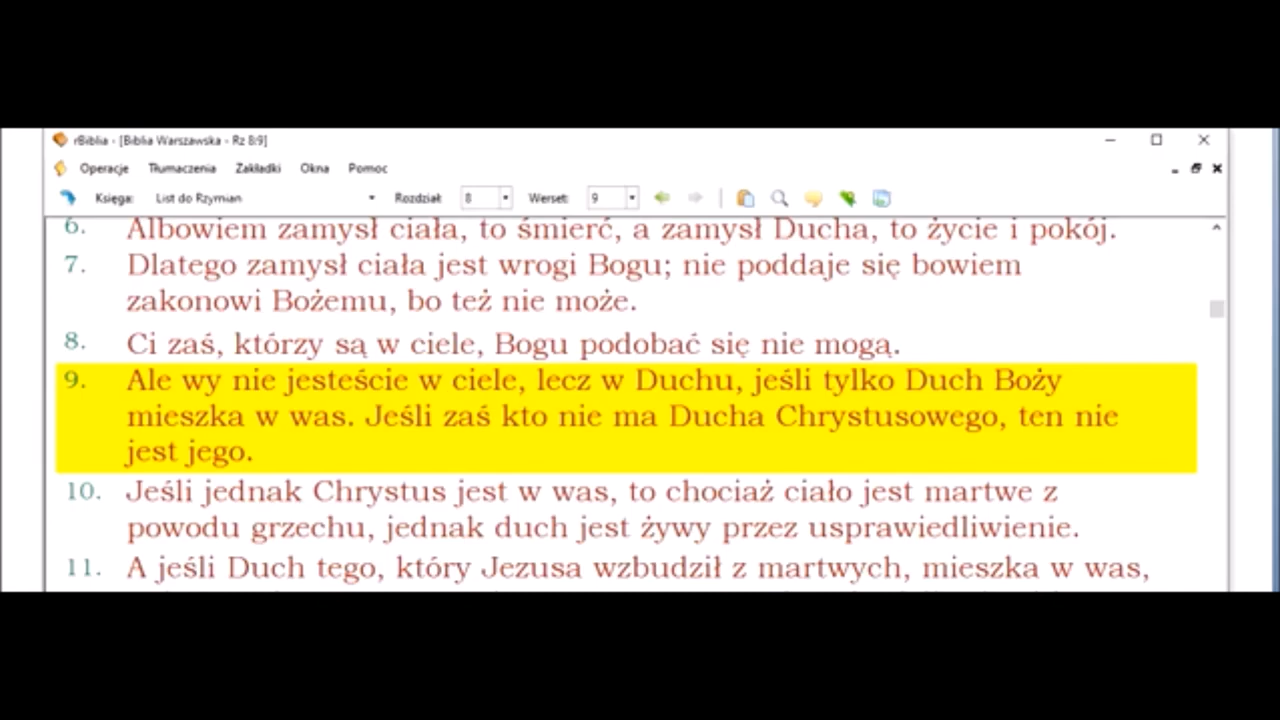 rBiblia - [Biblia Warszawska - Rz 8:9]
Operacje Tłumaczenia Zakładki Okna Pomoc
Księga: List do Rzymian Rozdział: 8 Werset: 9
6. Albowiem zamysł ciała, to śmierć, a zamysł Ducha, to życie i pokój.
7. Dlatego zamysł ciała jest wrogi Bogu; nie poddaje się bowiem
zakonowi Bożemu, bo też nie może.
8. Ci zaś, którzy są w ciele, Bogu podobać się nie mogą.
9. Ale wy nie jesteście w ciele, lecz w Duchu, jeśli tylko Duch Boży
mieszka w was. Jeśli zaś kto nie ma Ducha Chrystusowego, ten nie
jest jego.
10. Jeśli jednak Chrystus jest w was, to chociaż ciało jest martwe z
powodu grzechu, jednak duch jest żywy przez usprawiedliwienie.
11. A jeśli Duch tego, który Jezusa wzbudził z martwych, mieszka w was,